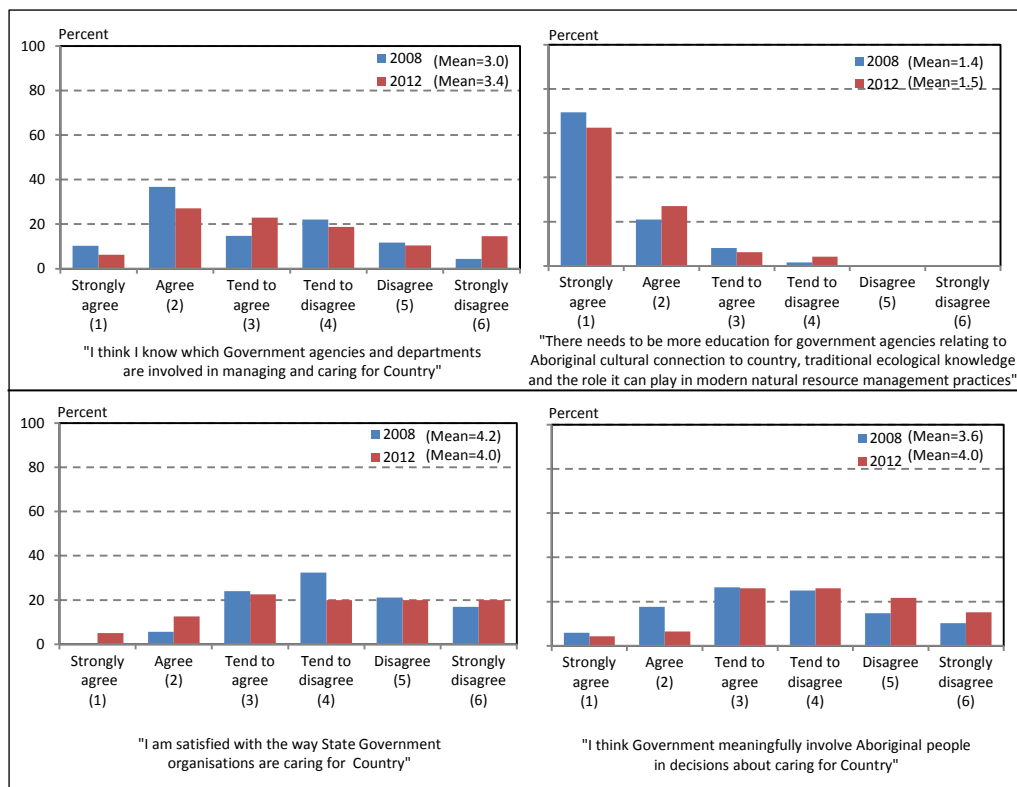 Percent
100
80
60
40
20
0
2008 (Mean=3.0)
2012 (Mean=3.4)
Strongly agree (1)
Agree (2)
Tend to agree (3)
Tend to disagree (4)
Disagree (5)
Strongly disagree (6)
"I think I know which Government agencies and departments
are involved in managing and caring for Country"
Percent
2008 (Mean=1.4)
2012 (Mean=1.5)
Strongly agree (1)
Agree (2)
Tend to agree (3)
Tend to disagree (4)
Disagree (5)
Strongly disagree (6)
"There needs to be more education for government agencies relating to
Aboriginal cultural connection to country, traditional ecological knowledge
and the role it can play in modern natural resource management practices"
Percent
100
80
60
40
20
0
2008 (Mean=4.2)
2012 (Mean=4.0)
Strongly agree (1)
Agree (2)
Tend to agree (3)
Tend to disagree (4)
Disagree (5)
Strongly disagree (6)
"I am satisfied with the way State Government
organisations are caring for Country"
Percent
2008 (Mean=3.6)
2012 (Mean=4.0)
Strongly agree (1)
Agree (2)
Tend to agree (3)
Tend to disagree (4)
Disagree (5)
Strongly disagree (6)
"I think Government meaningfully involve Aboriginal people
in decisions about caring for Country"